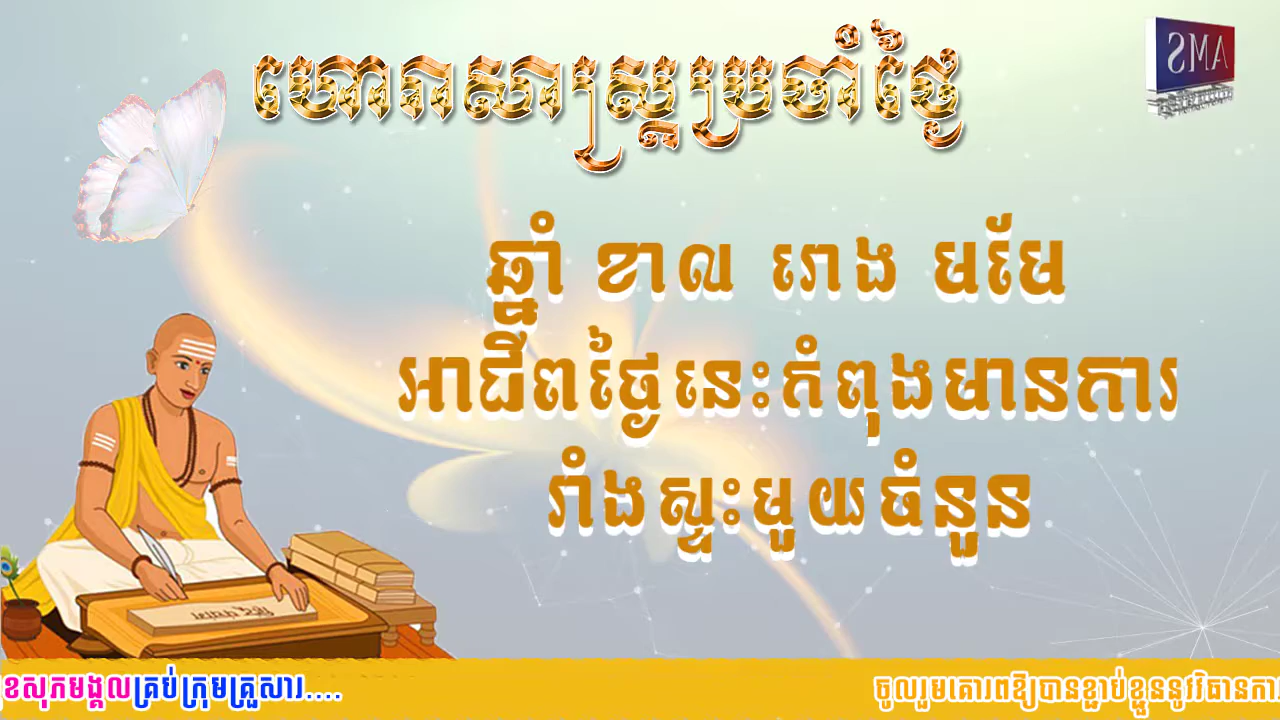 ហោរាសាស្ត្រប្រចាំថ្ងៃ
AMS
ឆ្នាំ ខាល រោង មមែ
អាជីពថ្ងៃនេះកំពុងមានការ
រាំងស្ទះមួយចំនួន
ខសុភមង្គលគ្រប់ក្រុមគ្រួសារ....
ចូលរួមគោរពឱ្យបានខ្ជាប់ខ្ជួននូវវិធានការ